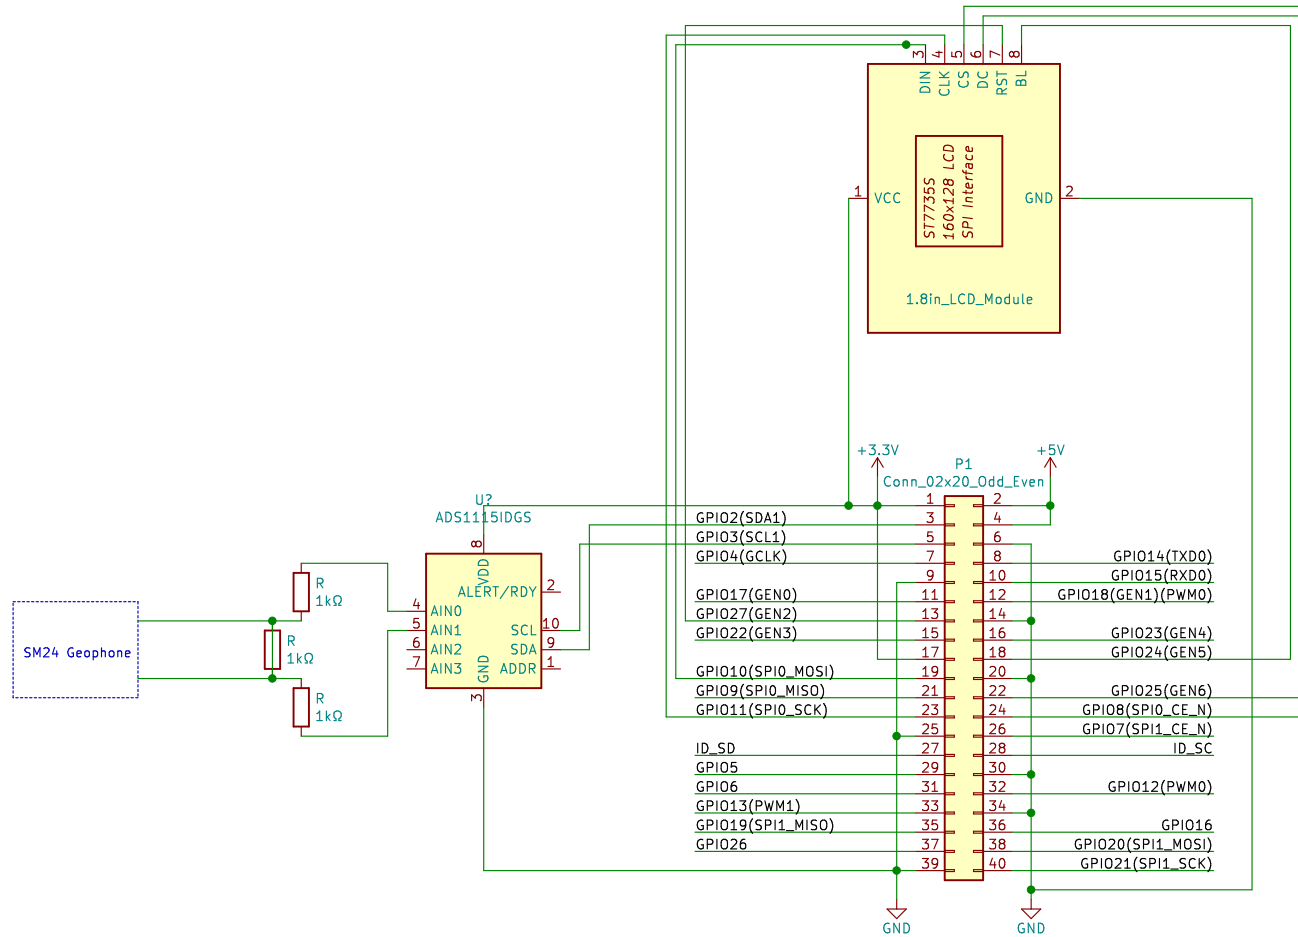 3
4
5
6
7
8
DIN
CLK
CS
DC
RST
BL
ST7735S
160x128 LCD
SPI Interface
1
VCC
GND
2
1.8in_LCD_Module
+3.3V
+5V
P1
Conn_02x20_Odd_Even
1
2
GPIO2(SDA1)
3
4
GPIO3(SCL1)
5
6
GPIO4(GCLK)
7
8
GPIO14(TXD0)
9
10
GPIO15(RXD0)
GPIO17(GEN0)
11
12
GPIO18(GEN1)(PWM0)
GPIO27(GEN2)
13
14
GPIO22(GEN3)
15
16
GPIO23(GEN4)
17
18
GPIO24(GEN5)
GPIO10(SPI0_MOSI)
19
20
GPIO9(SPI0_MISO)
21
22
GPIO25(GEN6)
GPIO11(SPI0_SCK)
23
24
GPIO8(SPI0_CE_N)
25
26
GPIO7(SPI1_CE_N)
ID_SD
27
28
ID_SC
GPIO5
29
30
GPIO6
31
32
GPIO12(PWM0)
GPIO13(PWM1)
33
34
GPIO19(SPI1_MISO)
35
36
GPIO16
GPIO26
37
38
GPIO20(SPI1_MOSI)
39
40
GPIO21(SPI1_SCK)
GND
GND
U?
ADS1115IDGS
8
VDD
ALERT/RDY
2
4
AIN0
5
AIN1
SCL
10
6
AIN2
SDA
9
7
AIN3
ADDR
1
GND
3
R
1kΩ
R
1kΩ
R
1kΩ
SM24 Geophone